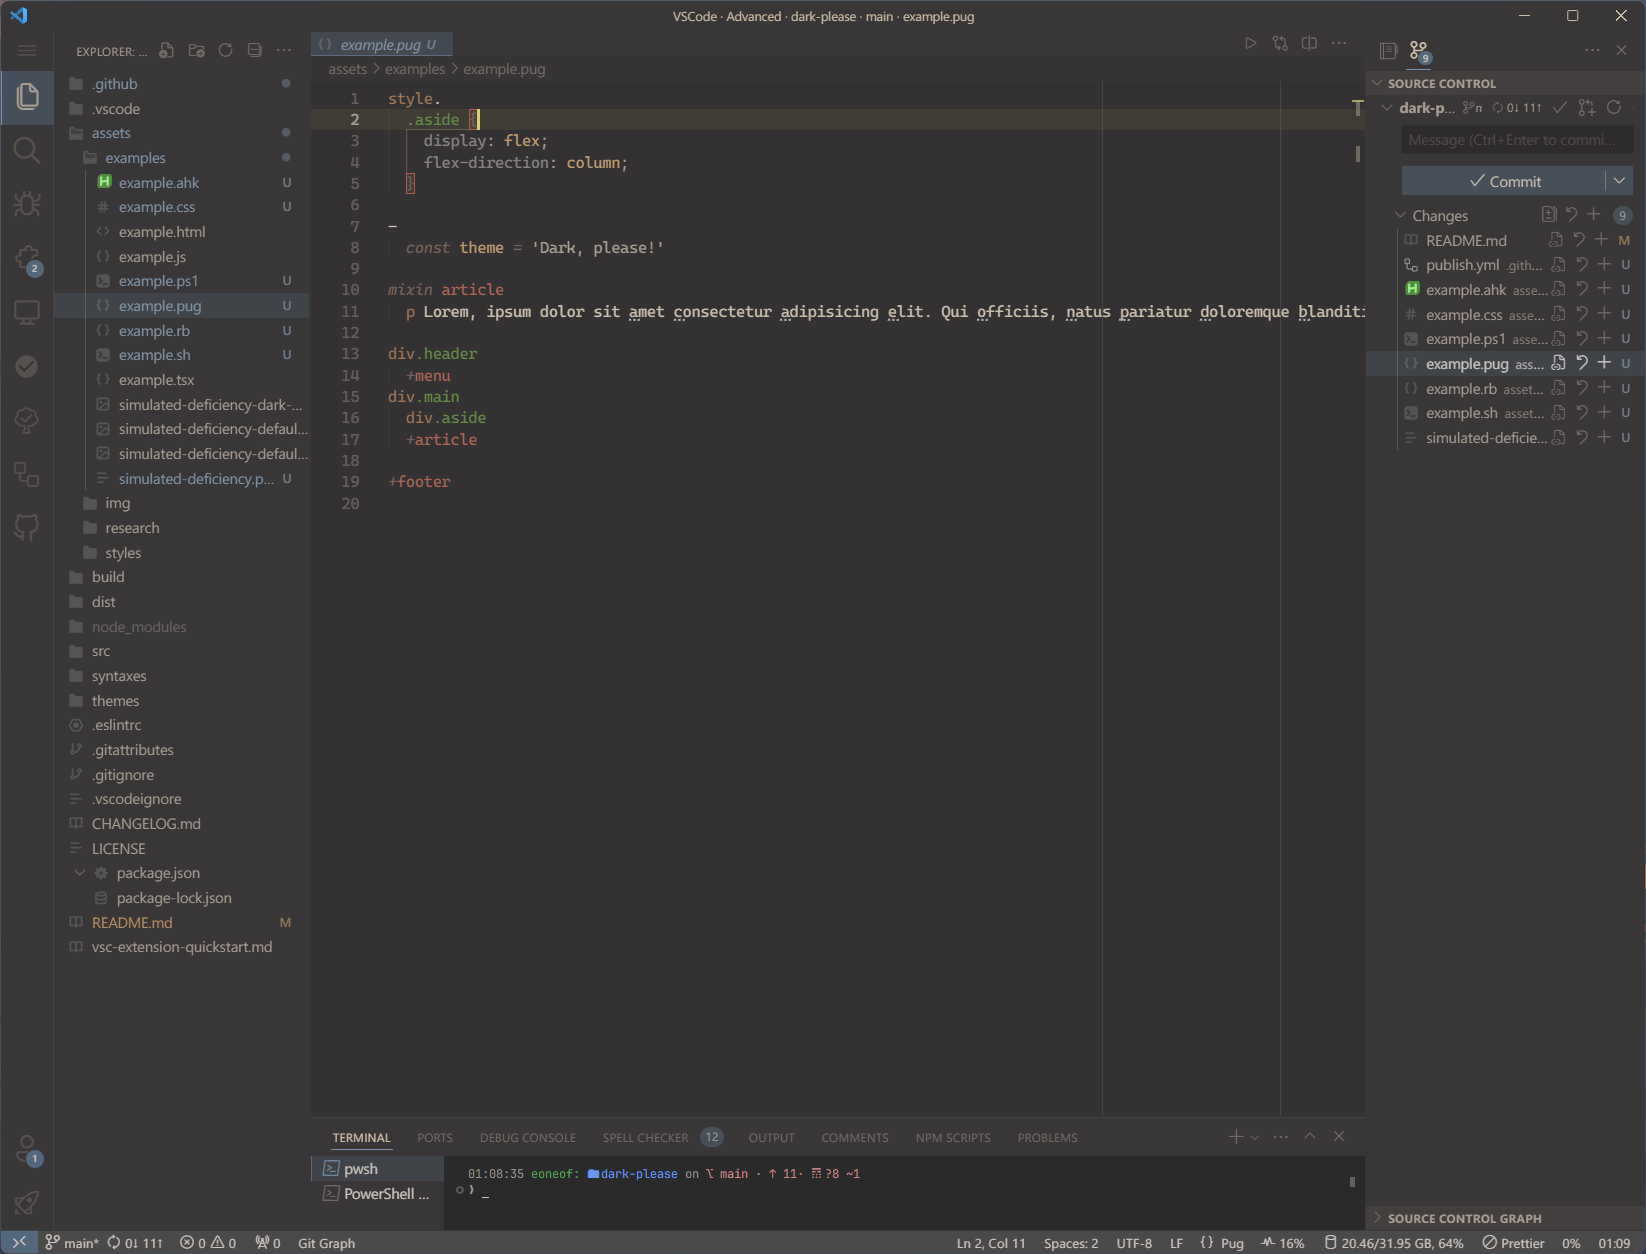 VSCode · Advanced · dark-please · main · example.pug
EXPLORER: ...
.github
.vscode
assets
examples
example.ahk U
example.css U
example.html
example.js
example.ps1 U
example.pug U
example.rb U
example.sh U
example.tsx
simulated-deficiency-dark-...
simulated-deficiency-defaul...
simulated-deficiency-defaul...
simulated-deficiency.p... U
img
research
styles
build
dist
node_modules
src
syntaxes
themes
.eslintrc
.gitattributes
.gitignore
.vscodeignore
CHANGELOG.md
LICENSE
package.json
package-lock.json
README.md M
vsc-extension-quickstart.md
2
1
example.pug U
assets > examples > example.pug
1 style.
2 .aside {
3 display: flex;
4 flex-direction: column;
5 }
6
7 -
8 const theme = 'Dark, please!'
9
10 mixin article
11 p Lorem, ipsum dolor sit amet consectetur adipisicing elit. Qui officiis, natus pariatur doloremque blanditi
12
13 div.header
14 +menu
15 div.main
16 div.aside
17 +article
18
19 +footer
20
9
SOURCE CONTROL
dark-p... 0↓ 11↑
Message (Ctrl+Enter to commi...
Commit
Changes 9
README.md M
publish.yml .gith... U
example.ahk asse... U
example.css asse... U
example.ps1 asse... U
example.pug ass... U
example.rb asset... U
example.sh asset... U
simulated-deficie... U
SOURCE CONTROL GRAPH
TERMINAL PORTS DEBUG CONSOLE SPELL CHECKER 12 OUTPUT COMMENTS NPM SCRIPTS PROBLEMS
pwsh
PowerShell ...
01:08:35 eoneof: dark-please on main · ↑ 11· ?8 ~1
❯ _
main* 0↓ 11↑ 0 0 0 Git Graph Ln 2, Col 11 Spaces: 2 UTF-8 LF {} Pug 16% 20.46/31.95 GB, 64% Prettier 0% 01:09